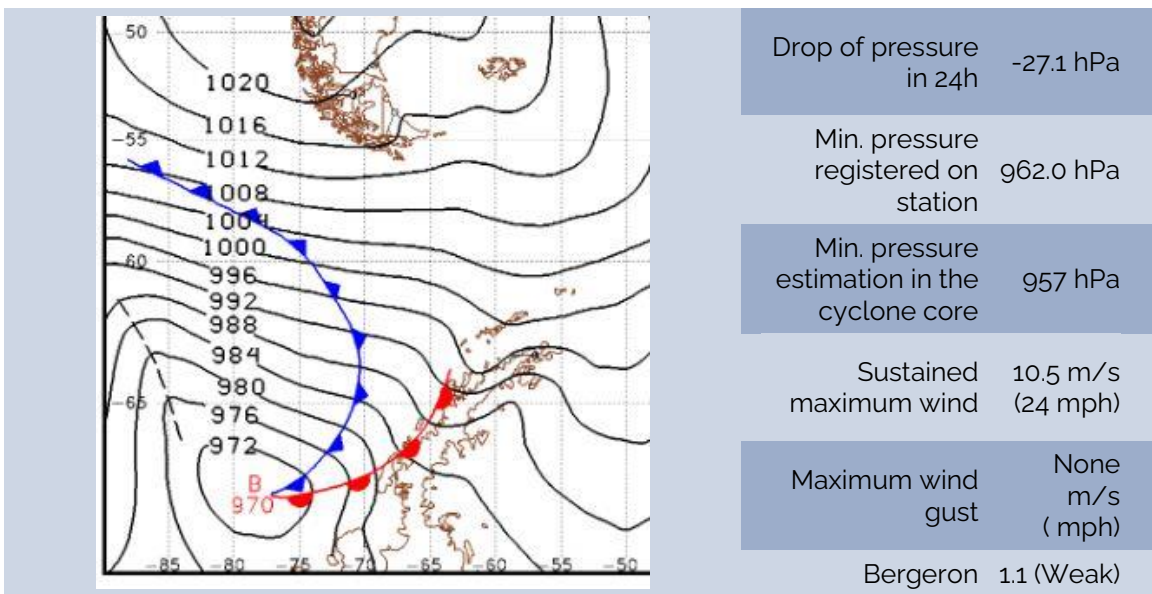 -50
1020
1016
-55
1012
1008
1004
1000
-60
996
992
988
984
-65
980
976
972
B
970
-85 -80 -75 -70 -65 -60 -55 -50
Drop of pressure
in 24h
-27.1 hPa
Min. pressure
registered on
station
962.0 hPa
Min. pressure
estimation in the
cyclone core
957 hPa
Sustained
maximum wind
10.5 m/s
(24 mph)
Maximum wind
gust
None
m/s
( mph)
Bergeron 1.1 (Weak)